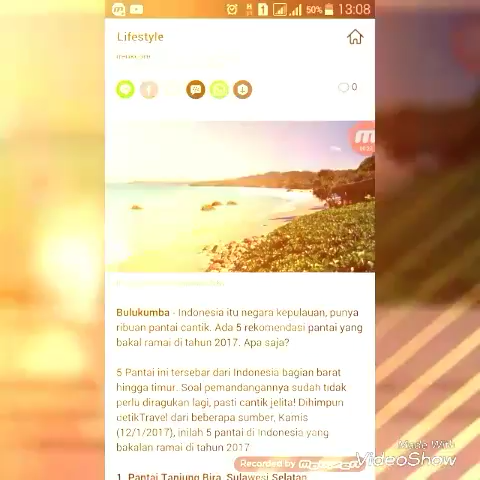 50% 13:08
Lifestyle
0
Bulukumba - Indonesia itu negara kepulauan, punya
ribuan pantai cantik. Ada 5 rekomendasi pantai yang
bakal ramai di tahun 2017. Apa saja?
5 Pantai ini tersebar dari Indonesia bagian barat
hingga timur. Soal pemandangannya sudah tidak
perlu diragukan lagi, pasti cantik jelita! Dihimpun
detikTravel dari beberapa sumber, Kamis
(12/1/2017), inilah 5 pantai di Indonesia yang
bakalan ramai di tahun 2017
Made With
Recorded by
VideoShow
1. Pantai Tanjung Bira, Sulawesi Selatan